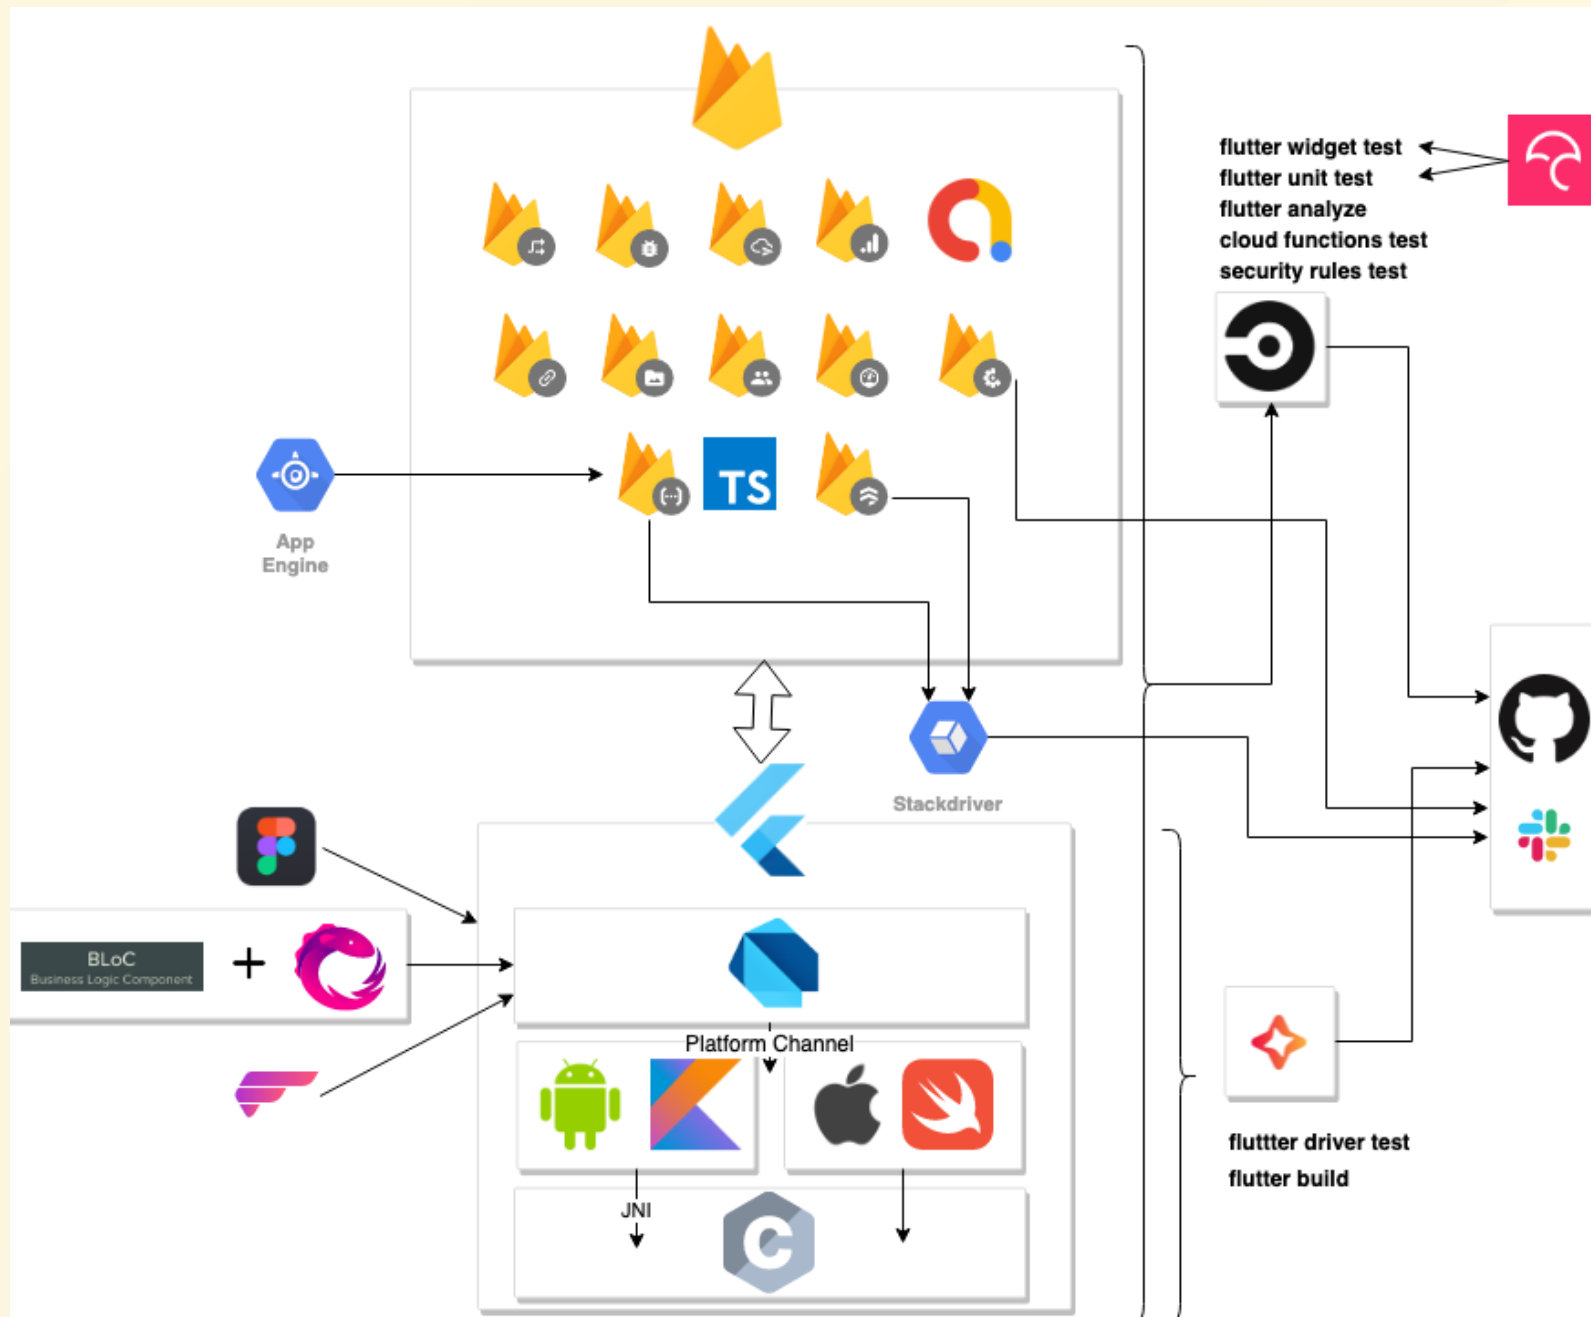 flutter widget test
flutter unit test
flutter analyze
cloud functions test
security rules test
TS
App
Engine
Stackdriver
BLoC
Business Logic Component
+
Platform Channel
JNI
C
fluttter driver test
flutter build